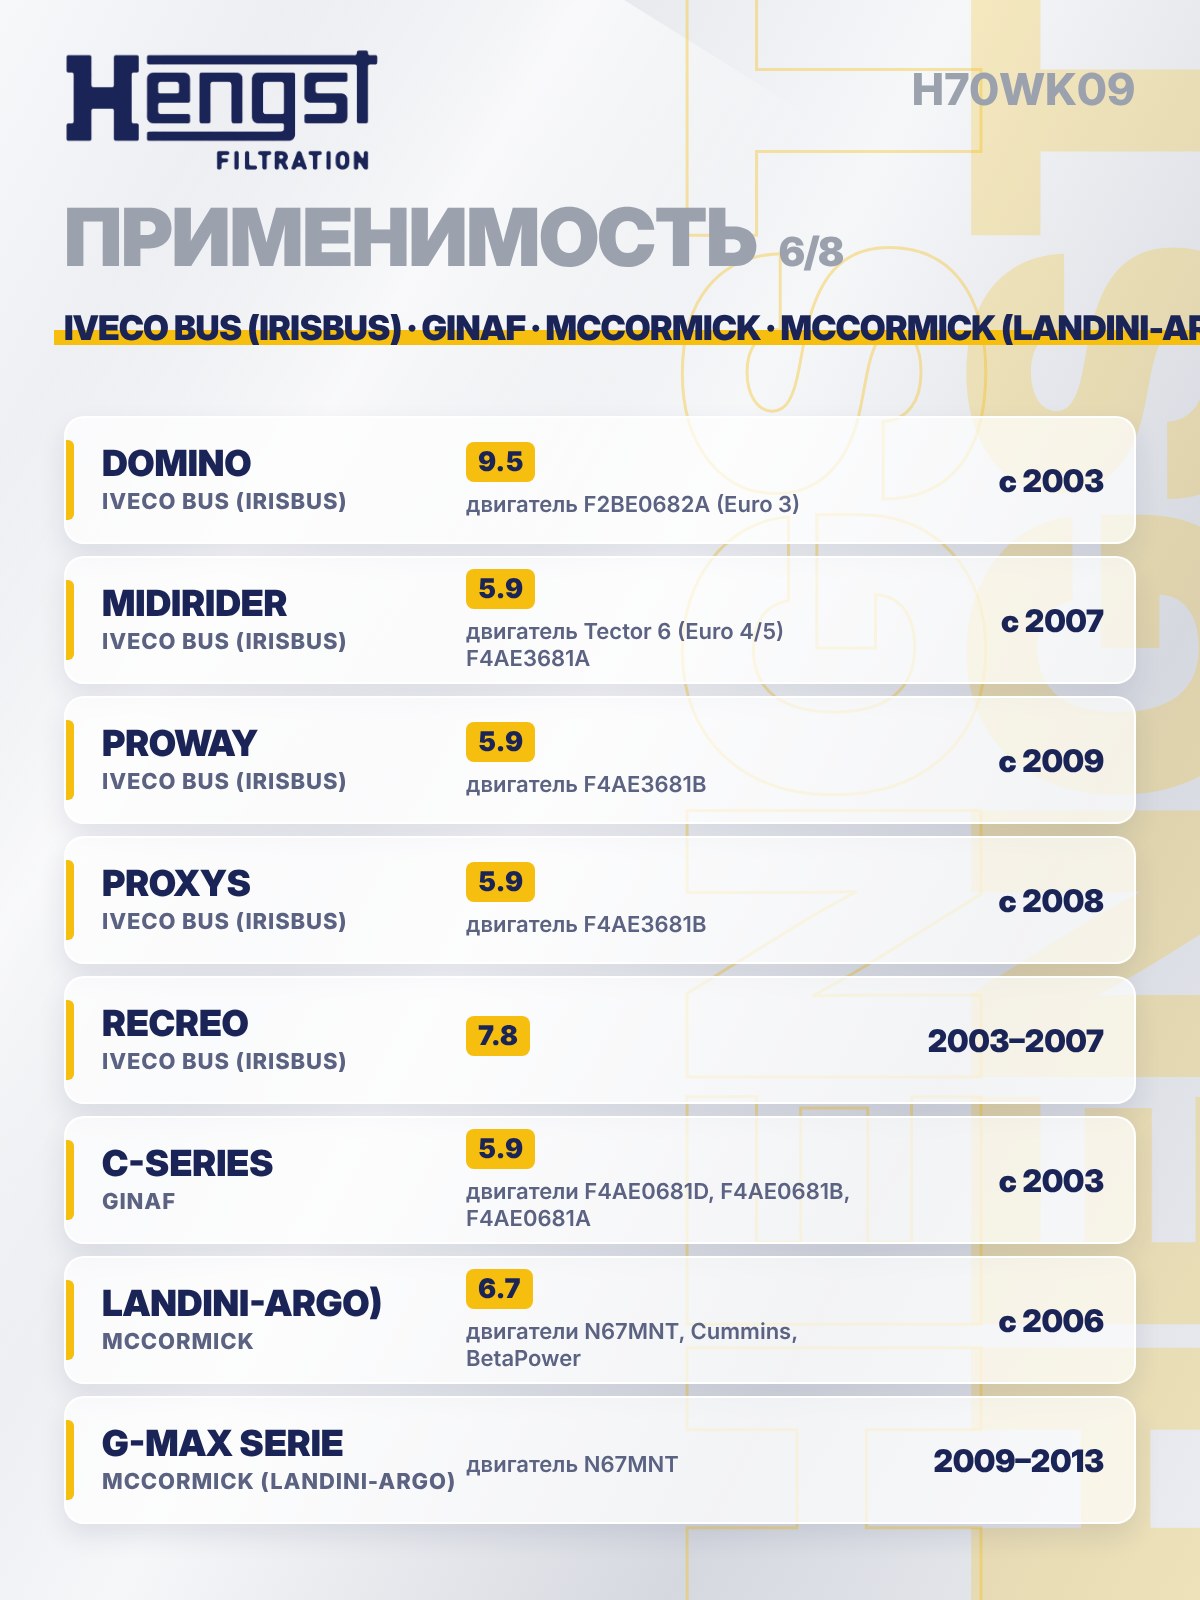 Hengst
FILTRATION
H70WK09
ПРИМЕНИМОСТЬ 6/8
IVECO BUS (IRISBUS) · GINAF · MCCORMICK · MCCORMICK (LANDINI-AR
DOMINO
IVECO BUS (IRISBUS)
9.5
двигатель F2BE0682A (Euro 3)
с 2003
MIDIRIDER
IVECO BUS (IRISBUS)
5.9
двигатель Tector 6 (Euro 4/5)
F4AE3681A
с 2007
PROWAY
IVECO BUS (IRISBUS)
5.9
двигатель F4AE3681B
с 2009
PROXYS
IVECO BUS (IRISBUS)
5.9
двигатель F4AE3681B
с 2008
RECREO
IVECO BUS (IRISBUS)
7.8
2003–2007
C-SERIES
GINAF
5.9
двигатели F4AE0681D, F4AE0681B,
F4AE0681A
с 2003
LANDINI-ARGO)
MCCORMICK
6.7
двигатели N67MNT, Cummins,
BetaPower
с 2006
G-MAX SERIE
MCCORMICK (LANDINI-ARGO)
двигатель N67MNT
2009–2013
HENGST
HENGST